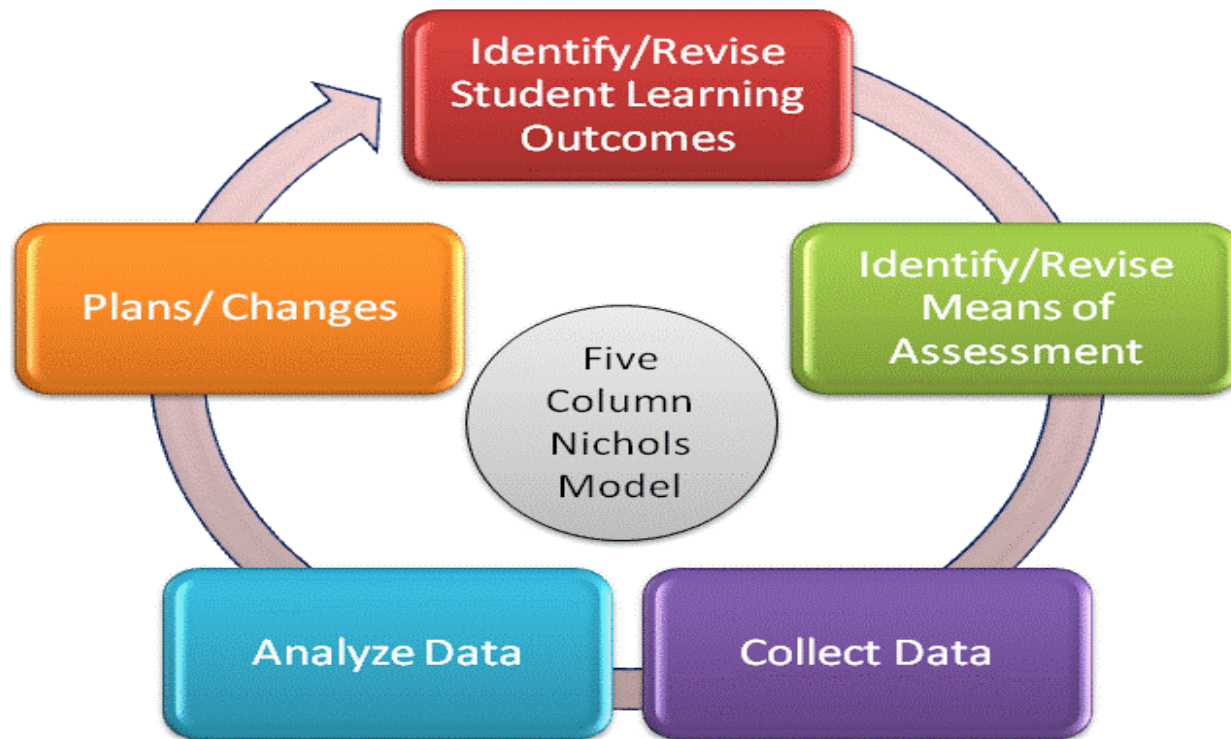 Identify/Revise
Student Learning
Outcomes
Identify/Revise
Means of
Assessment
Collect Data
Analyze Data
Plans/ Changes
Five
Column
Nichols
Model